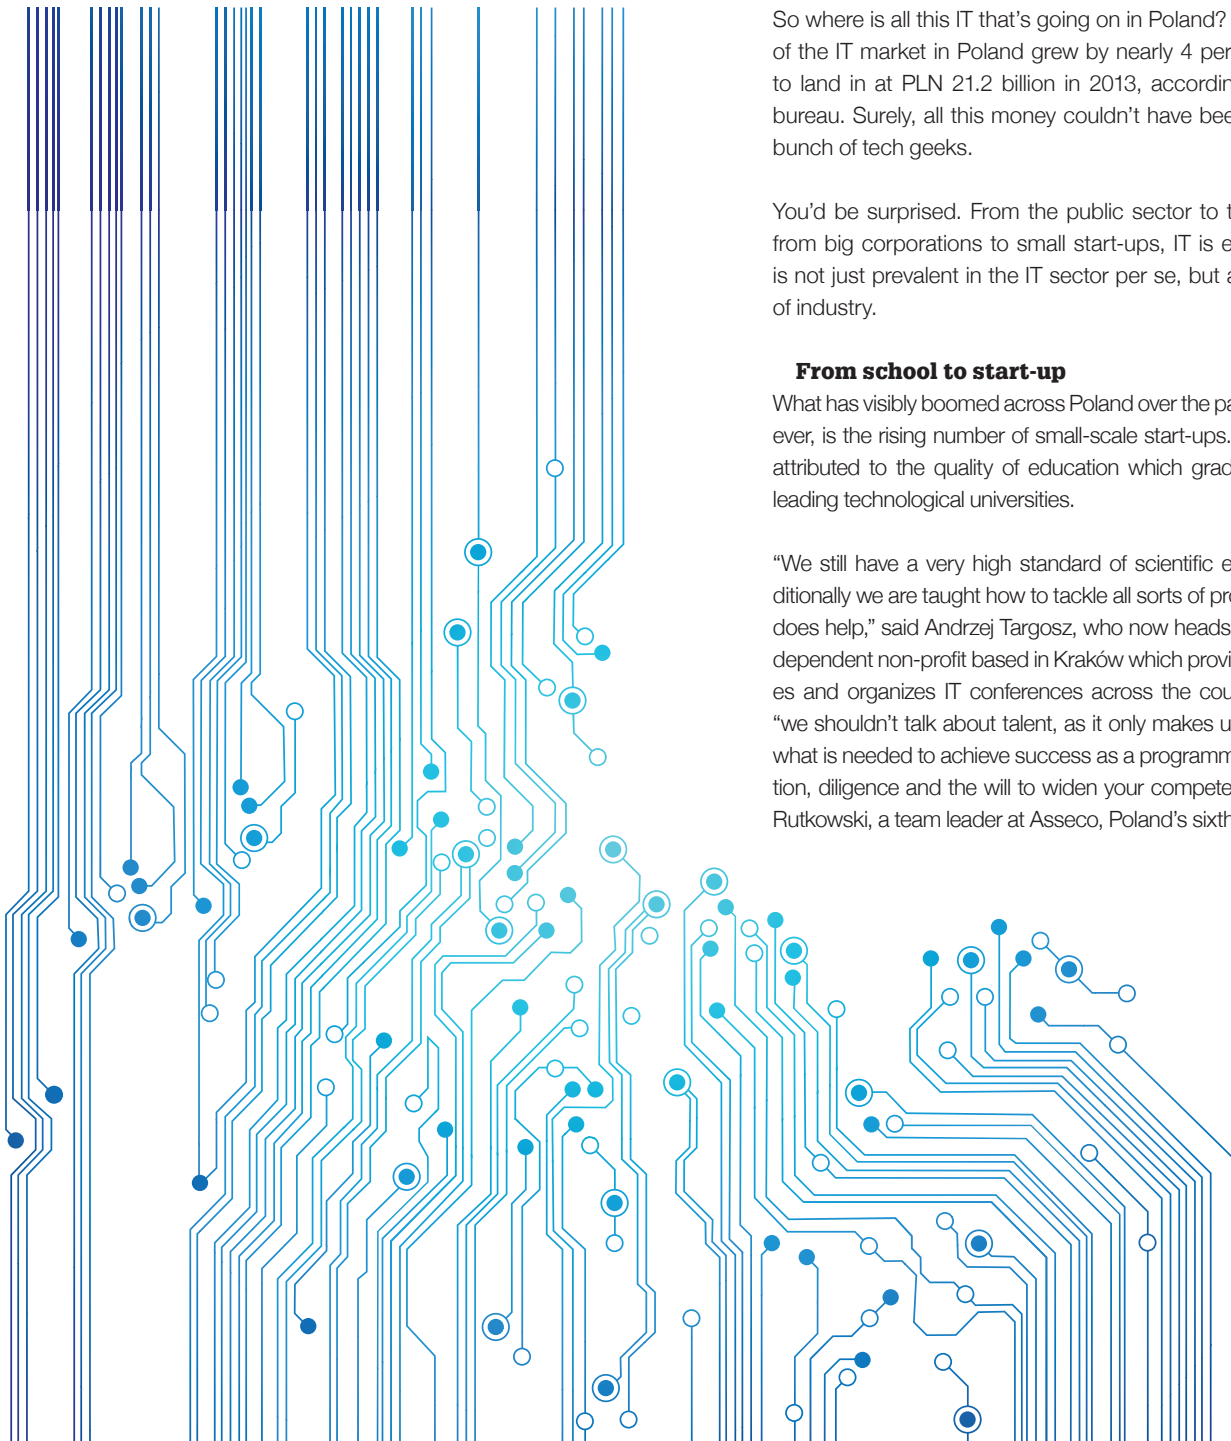 So where is all this IT that’s going on in Poland?
of the IT market in Poland grew by nearly 4 per
to land in at PLN 21.2 billion in 2013, accordin
bureau. Surely, all this money couldn’t have bee
bunch of tech geeks.
You’d be surprised. From the public sector to t
from big corporations to small start-ups, IT is e
is not just prevalent in the IT sector per se, but a
of industry.
From school to start-up
What has visibly boomed across Poland over the pa
ever, is the rising number of small-scale start-ups.
attributed to the quality of education which grad
leading technological universities.
“We still have a very high standard of scientific e
ditionally we are taught how to tackle all sorts of pro
does help,” said Andrzej Targosz, who now heads
dependent non-profit based in Kraków which provi
es and organizes IT conferences across the cou
“we shouldn’t talk about talent, as it only makes u
what is needed to achieve success as a programm
tion, diligence and the will to widen your compete
Rutkowski, a team leader at Asseco, Poland’s sixth